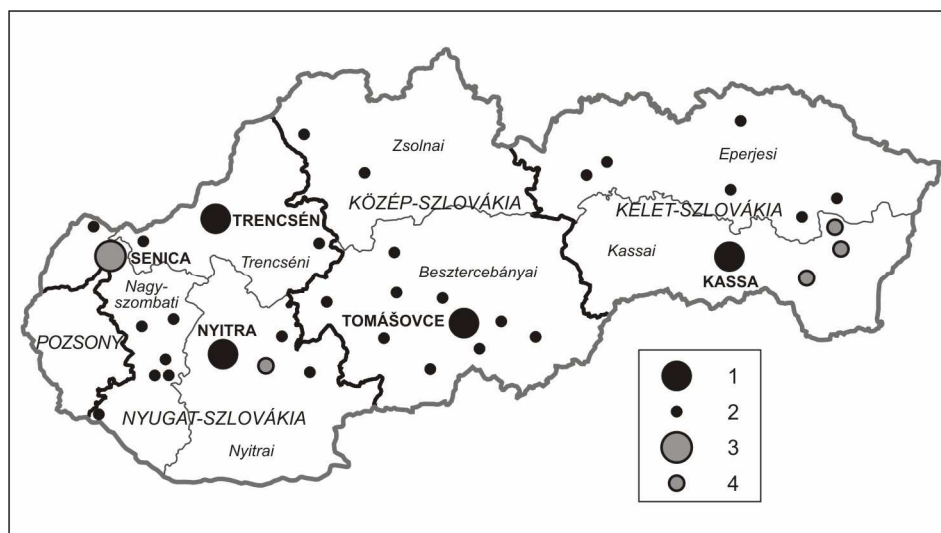 Zsolnai
Eperjesi
KÖZÉP-SZLOVÁKIA
KELET-SZLOVÁKIA
TRENCSÉN
SENICA
Trencséni
Besztercebányai
Kassai
KASSA
Nagy-
szombati
NYITRA
TOMÁŠOVCE
POZSONY
NYUGAT-SZLOVÁKIA
Nyitrai
1
2
3
4